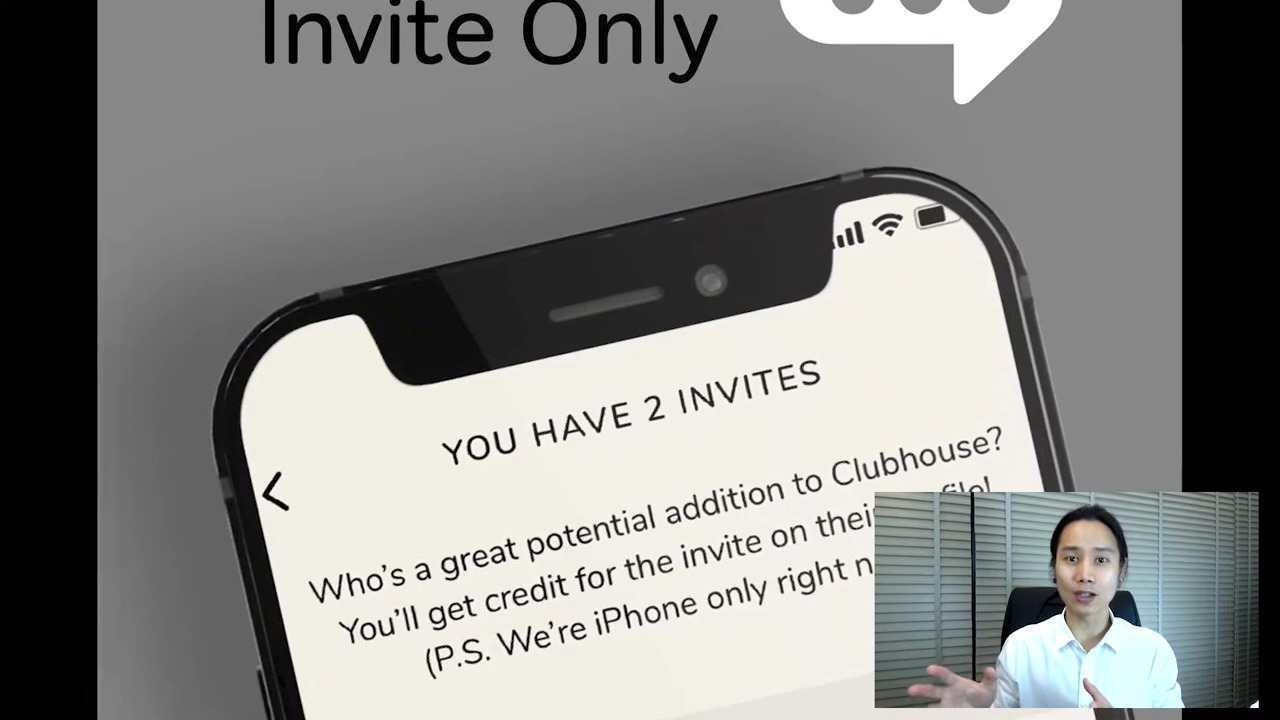 Invite Only
YOU HAVE 2 INVITES
Who's a great potential addition to Clubhouse?
You'll get credit for the invite on their
(P.S. We're iPhone only right